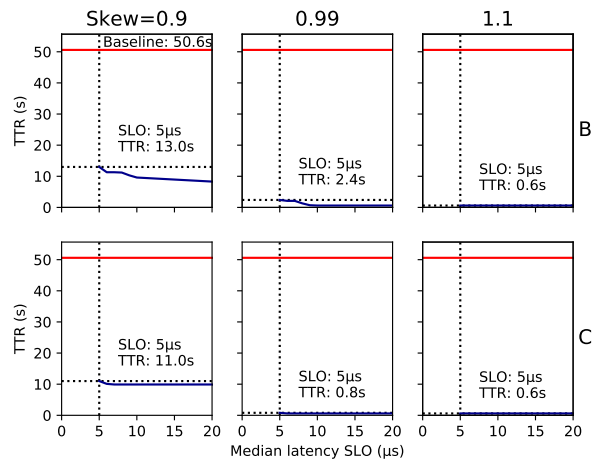 Skew=0.9 0.99 1.1
Baseline: 50.6s
50
40
30
20
10
0
TTR (s)
SLO: 5µs
TTR: 13.0s
SLO: 5µs
TTR: 2.4s
SLO: 5µs
TTR: 0.6s
B
50
40
30
20
10
0
TTR (s)
SLO: 5µs
TTR: 11.0s
SLO: 5µs
TTR: 0.8s
SLO: 5µs
TTR: 0.6s
C
0 5 10 15 20 0 5 10 15 20 0 5 10 15 20
Median latency SLO (µs)